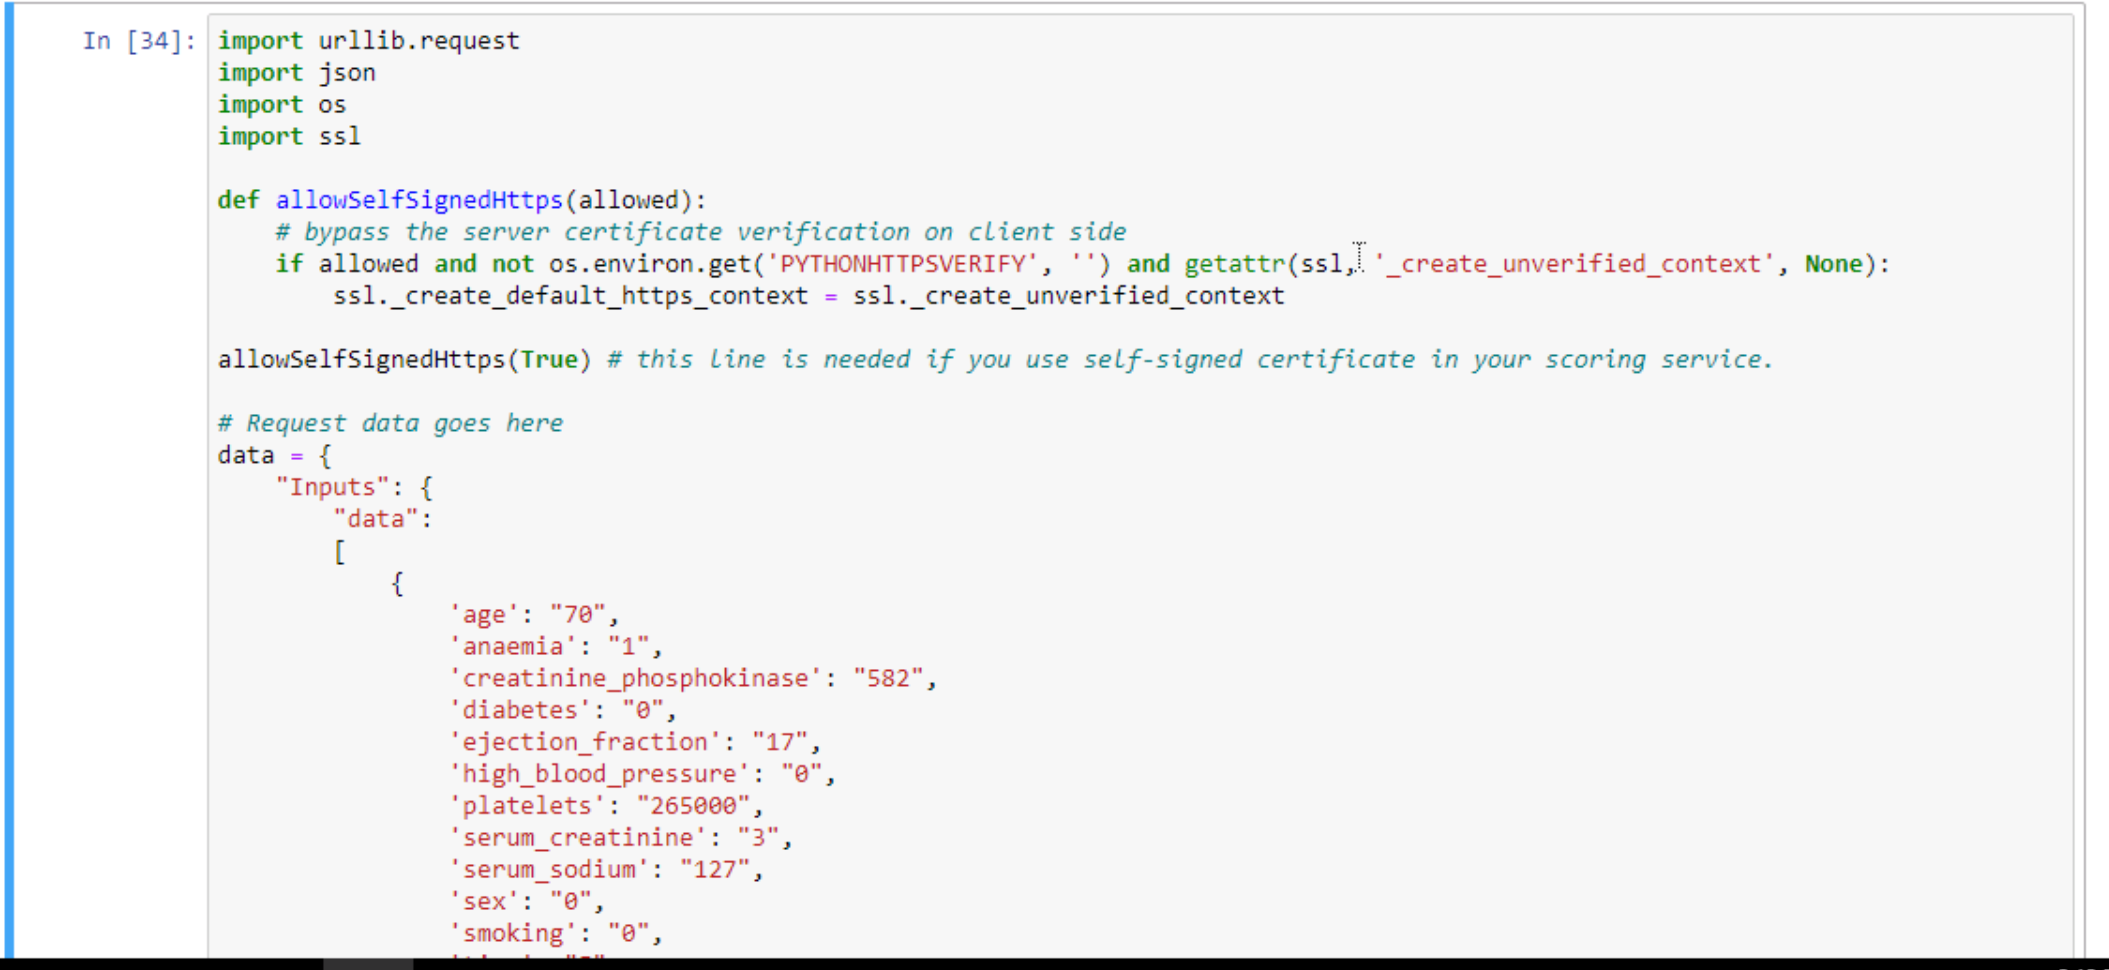 In [34]:
import urllib.request
import json
import os
import ssl
def allowSelfSignedHttps(allowed):
# bypass the server certificate verification on client side
if allowed and not os.environ.get('PYTHONHTTPSVERIFY', '') and getattr(ssl, '_create_unverified_context', None):
ssl._create_default_https_context = ssl._create_unverified_context
allowSelfSignedHttps(True) # this line is needed if you use self-signed certificate in your scoring service.
# Request data goes here
data = {
"Inputs": {
"data":
[
{
'age': "70",
'anaemia': "1",
'creatinine_phosphokinase': "582",
'diabetes': "0",
'ejection_fraction': "17",
'high_blood_pressure': "0",
'platelets': "265000",
'serum_creatinine': "3",
'serum_sodium': "127",
'sex': "0",
'smoking': "0",